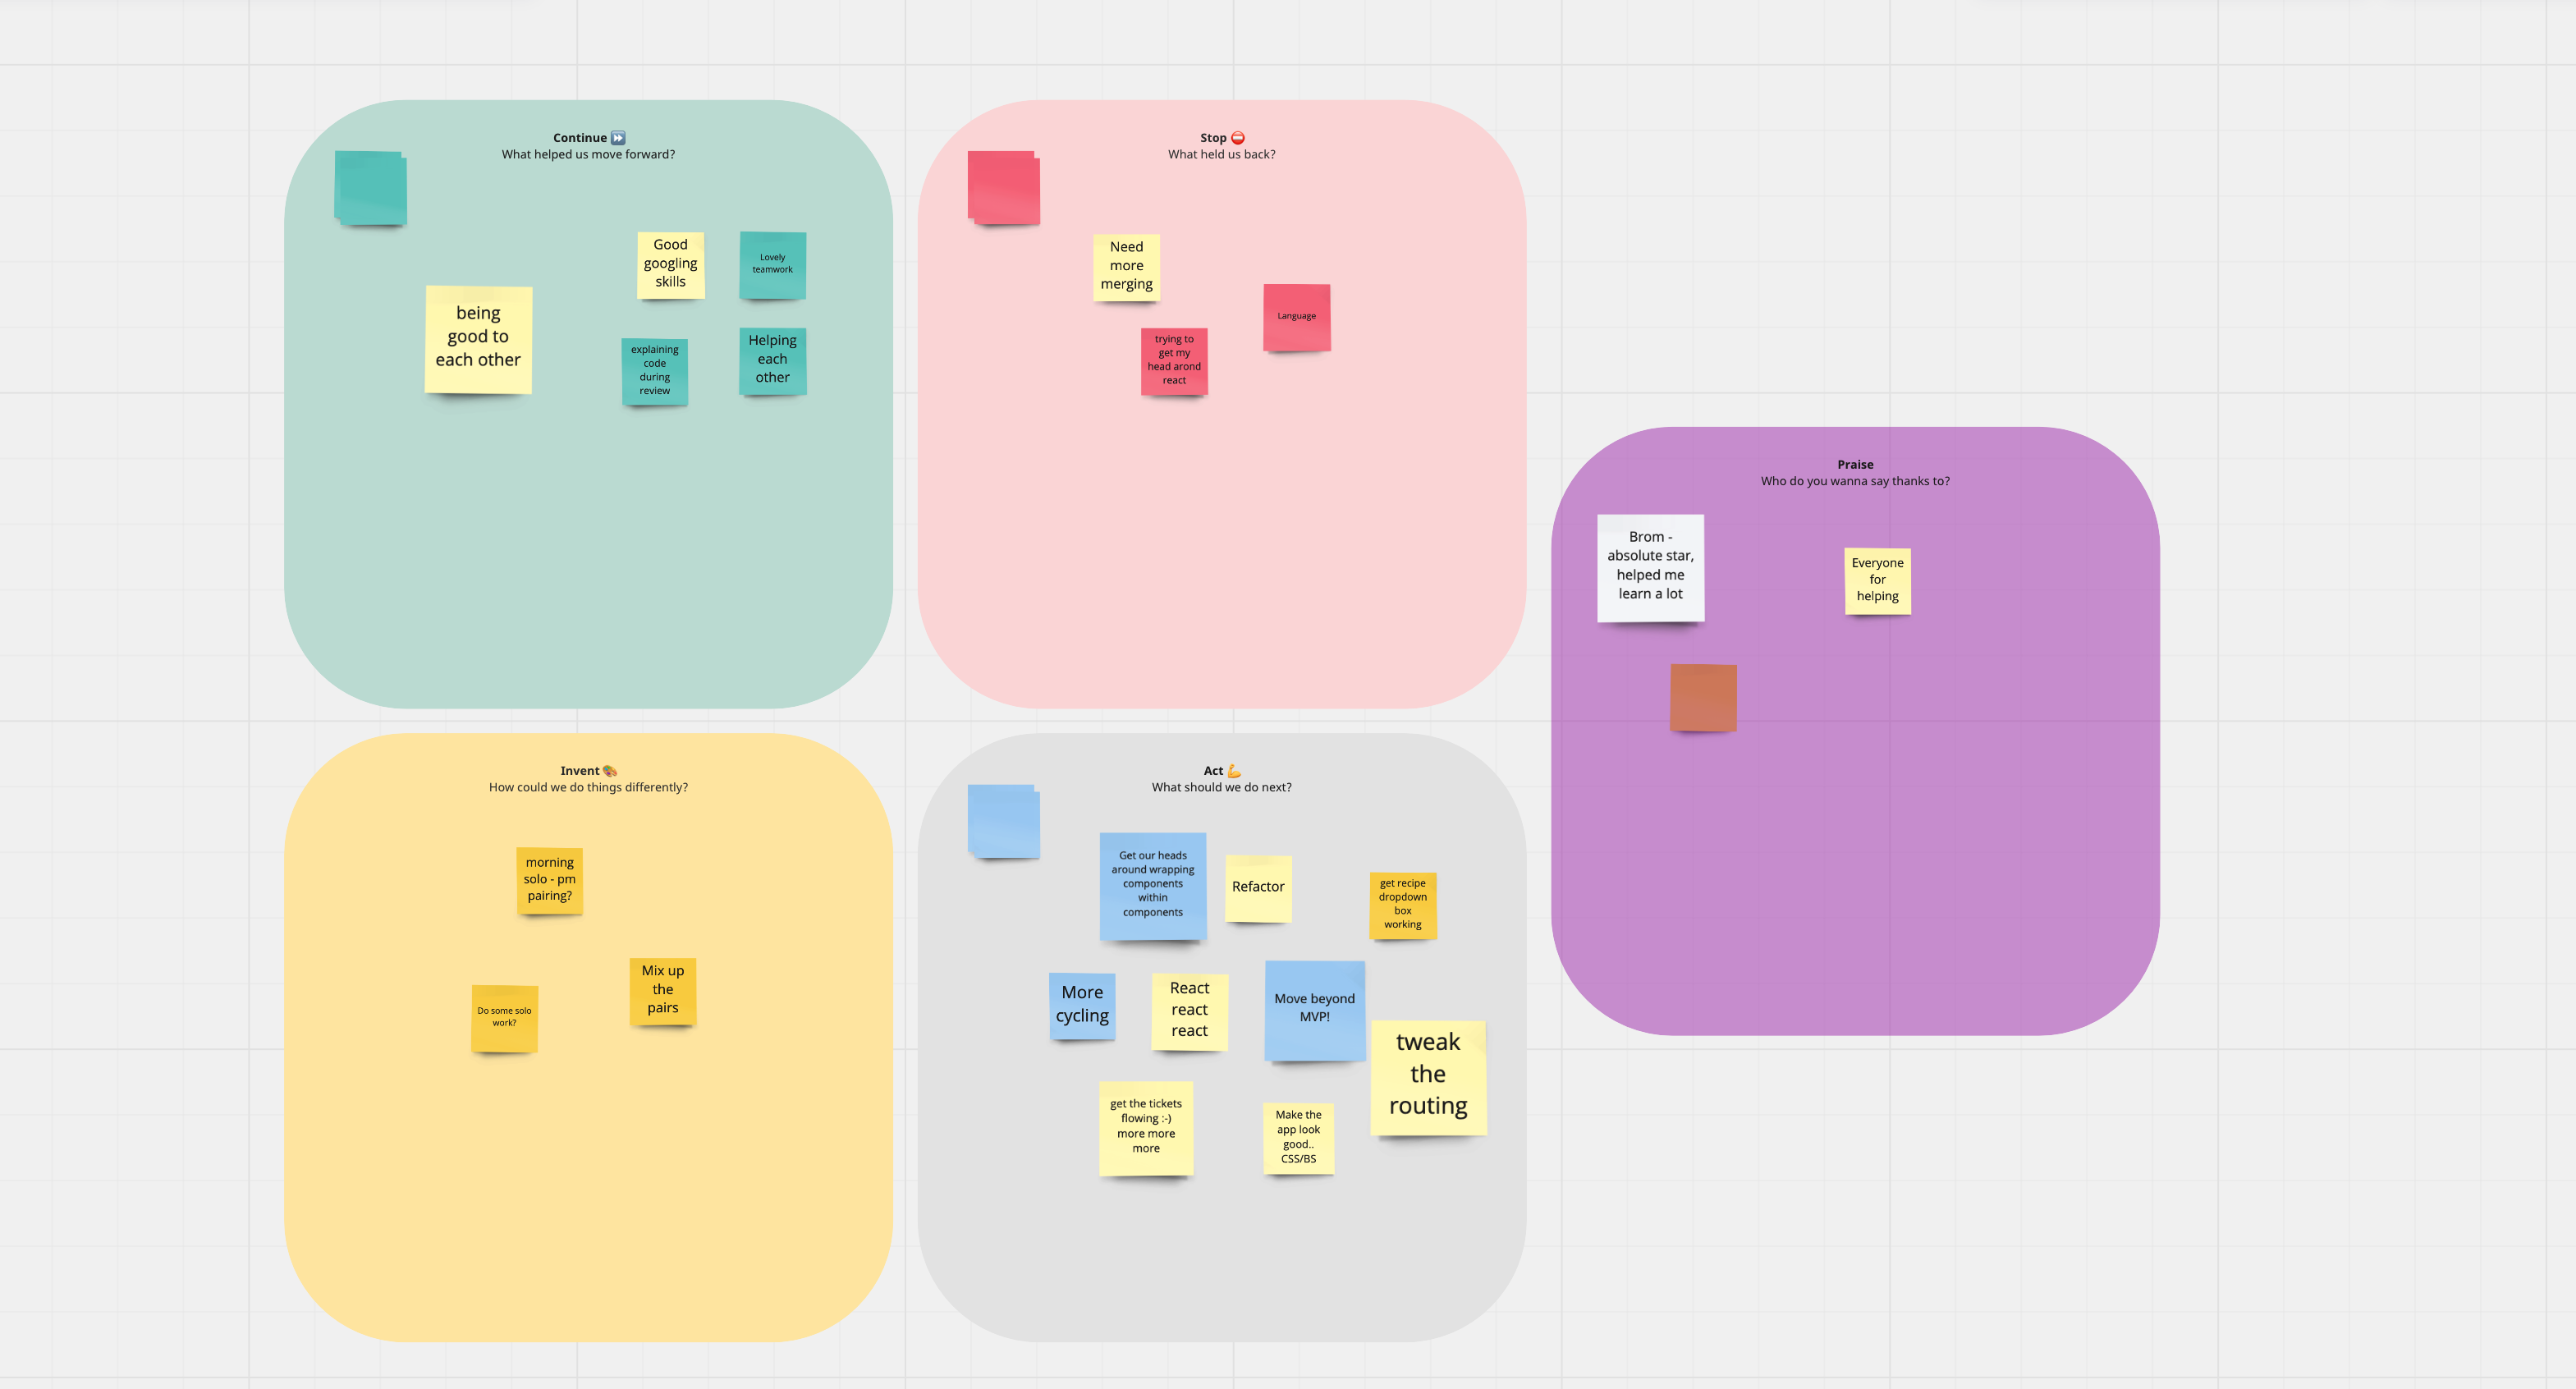 Continue ⏩
What helped us move forward?
Good
googling
skills
Lovely
teamwork
being
good to
each other
explaining
code
during
review
Helping
each
other
Stop ⛔
What held us back?
Need
more
merging
Language
trying to
get my
head arond
react
Praise
Who do you wanna say thanks to?
Brom -
absolute star,
helped me
learn a lot
Everyone
for
helping
Invent 🎨
How could we do things differently?
morning
solo - pm
pairing?
Mix up
the
pairs
Do some solo
work?
Act 💪
What should we do next?
Get our heads
around wrapping
components
within
components
Refactor
get recipe
dropdown
box
working
More
cycling
React
react
react
Move beyond
MVP!
tweak
the
routing
get the tickets
flowing :-)
more more
more
Make the
app look
good..
CSS/BS